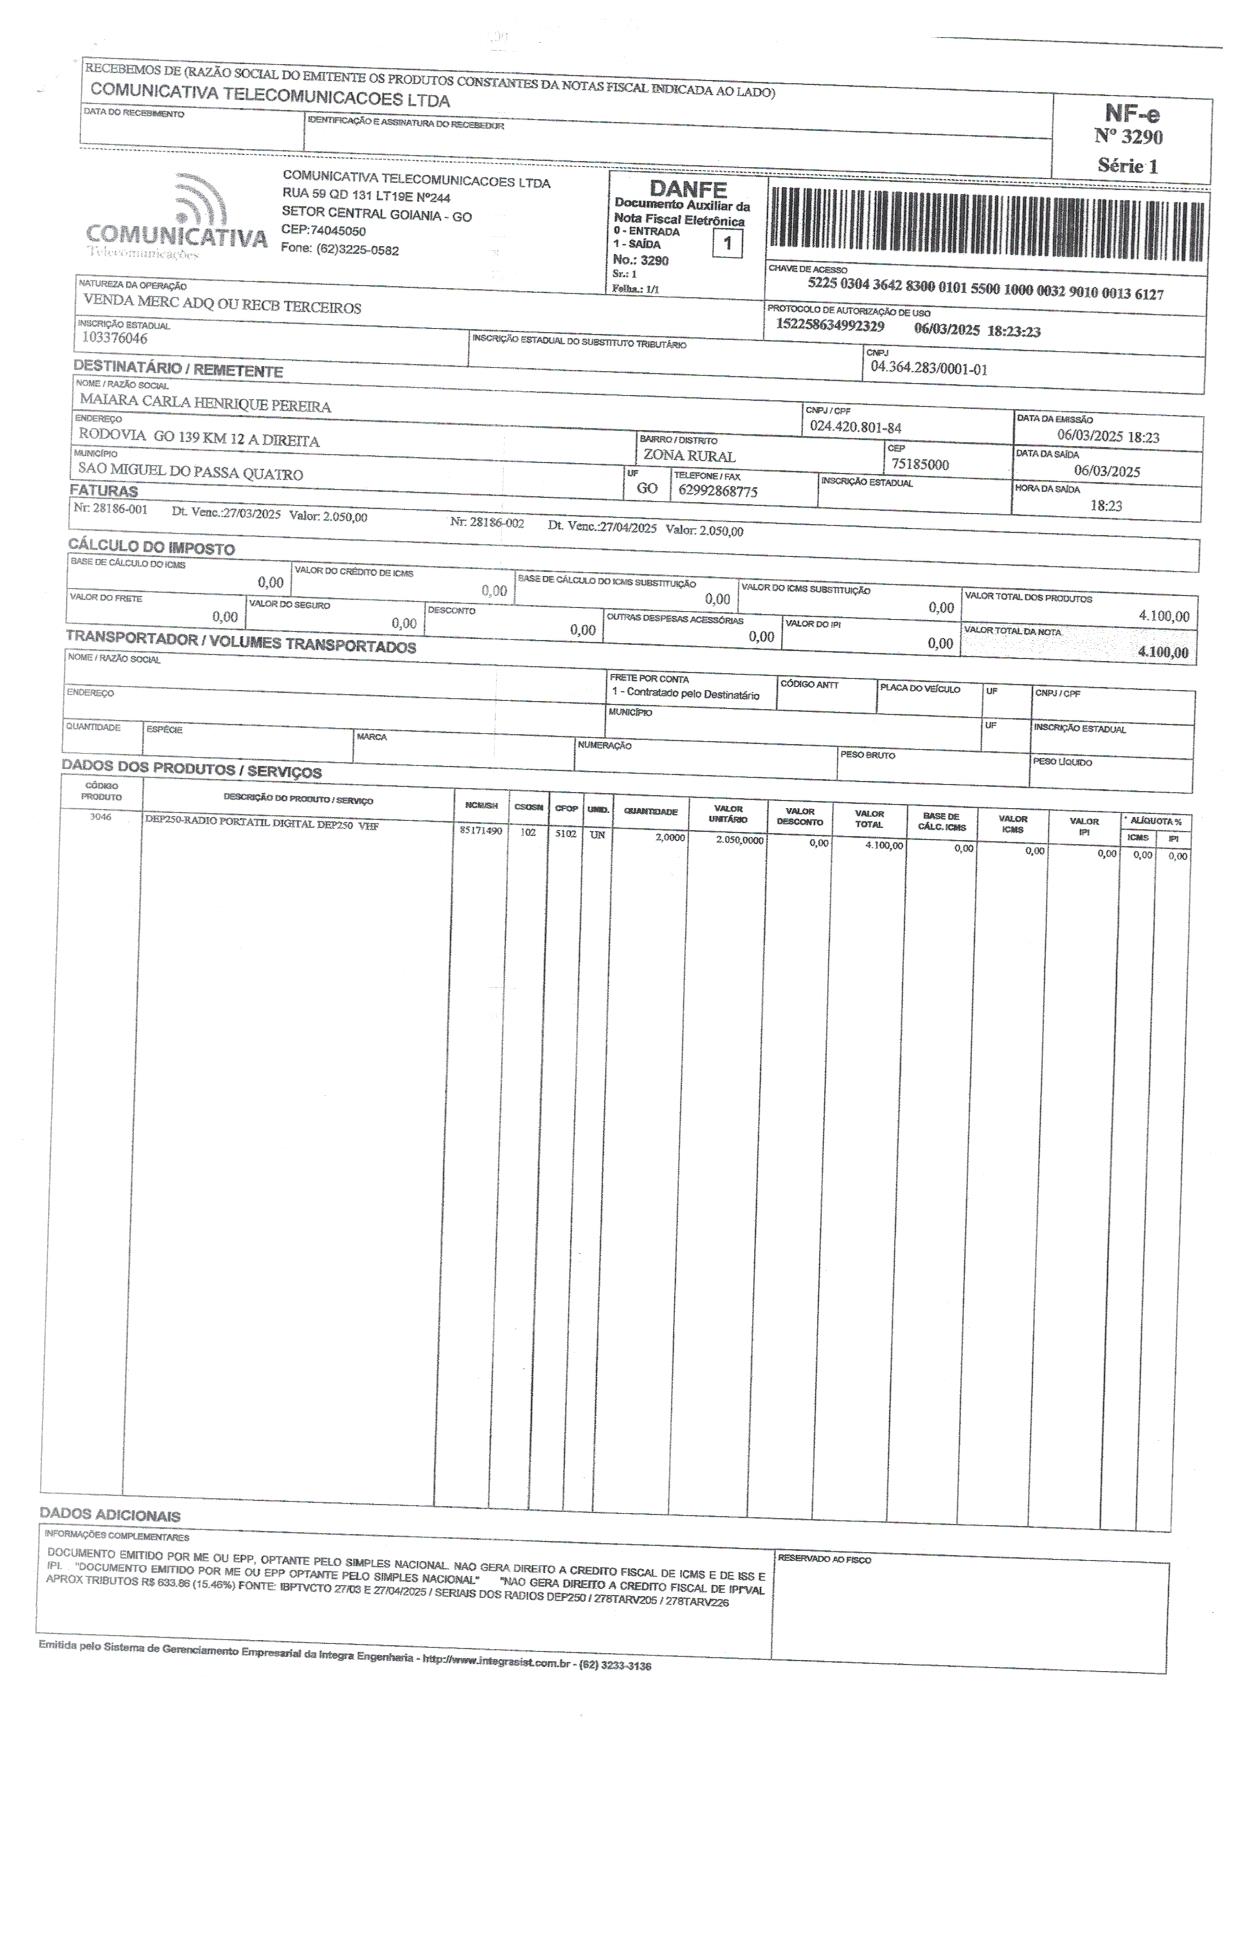 RECEBEMOS DE (RAZÃO SOCIAL DO EMITENTE OS PRODUTOS CONSTANTES DA NOTAS FISCAL INDICADA AO LADO)
COMUNICATIVA TELECOMUNICACOES LTDA
DATA DO RECEBIMENTO
IDENTIFICAÇÃO E ASSINATURA DO RECEBEDOR
NF-e
Nº 3290
Série 1
COMUNICATIVA
Telecomunicações
COMUNICATIVA TELECOMUNICACOES LTDA
RUA 59 QD 131 LT19E Nº244
SETOR CENTRAL GOIANIA - GO
CEP:74045050
Fone: (62)3225-0582
DANFE
Documento Auxiliar da
Nota Fiscal Eletrônica
0 - ENTRADA
1 - SAÍDA
1
No.: 3290
Sr.: 1
Folha.: 1/1
CHAVE DE ACESSO
5225 0304 3642 8300 0101 5500 1000 0032 9010 0013 6127
NATUREZA DA OPERAÇÃO
VENDA MERC ADQ OU RECB TERCEIROS
PROTOCOLO DE AUTORIZAÇÃO DE USO
152258634992329 06/03/2025 18:23:23
INSCRIÇÃO ESTADUAL
103376046
INSCRIÇÃO ESTADUAL DO SUBSTITUTO TRIBUTÁRIO
CNPJ
04.364.283/0001-01
DESTINATÁRIO / REMETENTE
NOME / RAZÃO SOCIAL
MAIARA CARLA HENRIQUE PEREIRA
CNPJ / CPF
024.420.801-84
DATA DA EMISSÃO
06/03/2025 18:23
ENDEREÇO
RODOVIA GO 139 KM 12 A DIREITA
BAIRRO / DISTRITO
ZONA RURAL
CEP
75185000
DATA DA SAÍDA
06/03/2025
MUNICÍPIO
SAO MIGUEL DO PASSA QUATRO
UF
GO
TELEFONE / FAX
62992868775
INSCRIÇÃO ESTADUAL
HORA DA SAÍDA
18:23
FATURAS
Nr: 28186-001 Dt. Venc.:27/03/2025 Valor: 2.050,00 Nr: 28186-002 Dt. Venc.:27/04/2025 Valor: 2.050,00
CÁLCULO DO IMPOSTO
BASE DE CÁLCULO DO ICMS
0,00
VALOR DO CRÉDITO DE ICMS
0,00
BASE DE CÁLCULO DO ICMS SUBSTITUIÇÃO
0,00
VALOR DO ICMS SUBSTITUIÇÃO
0,00
VALOR TOTAL DOS PRODUTOS
4.100,00
VALOR DO FRETE
0,00
VALOR DO SEGURO
0,00
DESCONTO
0,00
OUTRAS DESPESAS ACESSÓRIAS
0,00
VALOR DO IPI
0,00
VALOR TOTAL DA NOTA
4.100,00
TRANSPORTADOR / VOLUMES TRANSPORTADOS
NOME / RAZÃO SOCIAL
FRETE POR CONTA
1 - Contratado pelo Destinatário
CÓDIGO ANTT
PLACA DO VEÍCULO
UF
CNPJ / CPF
ENDEREÇO
MUNICÍPIO
UF
INSCRIÇÃO ESTADUAL
QUANTIDADE
ESPÉCIE
MARCA
NUMERAÇÃO
PESO BRUTO
PESO LÍQUIDO
DADOS DOS PRODUTOS / SERVIÇOS
CÓDIGO PRODUTO DESCRIÇÃO DO PRODUTO / SERVIÇO NCM/SH CSOSN CFOP UNID. QUANTIDADE VALOR UNITÁRIO VALOR DESCONTO VALOR TOTAL BASE DE CÁLC. ICMS VALOR ICMS VALOR IPI ALÍQUOTA % ICMS IPI
3046 DEP250-RADIO PORTATIL DIGITAL DEP250 VHF 85171490 102 5102 UN 2,0000 2.050,0000 0,00 4.100,00 0,00 0,00 0,00 0,00 0,00
DADOS ADICIONAIS
INFORMAÇÕES COMPLEMENTARES
DOCUMENTO EMITIDO POR ME OU EPP, OPTANTE PELO SIMPLES NACIONAL. NAO GERA DIREITO A CREDITO FISCAL DE ICMS E DE ISS E
IPI. "DOCUMENTO EMITIDO POR ME OU EPP OPTANTE PELO SIMPLES NACIONAL" "NAO GERA DIREITO A CREDITO FISCAL DE IPI"VAL
APROX TRIBUTOS R$ 633.86 (15.46%) FONTE: IBPTVCTO 27/03 E 27/04/2025 / SERIAIS DOS RADIOS DEP250 / 278TARV205 / 278TARV226
RESERVADO AO FISCO
Emitida pelo Sistema de Gerenciamento Empresarial da Integra Engenharia - http://www.integrasist.com.br - (62) 3233-3136